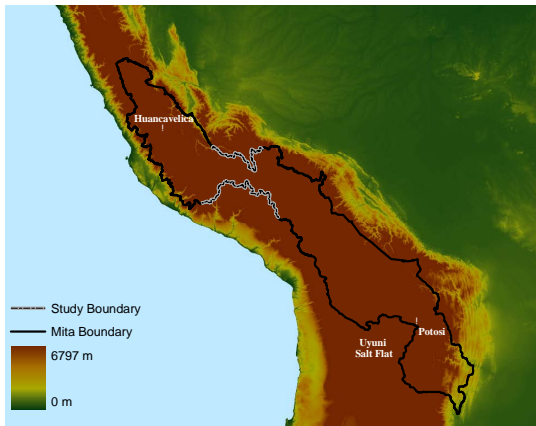 Huancavelica
Potosi
Uyuni
Salt Flat
Study Boundary
Mita Boundary
6797 m
0 m